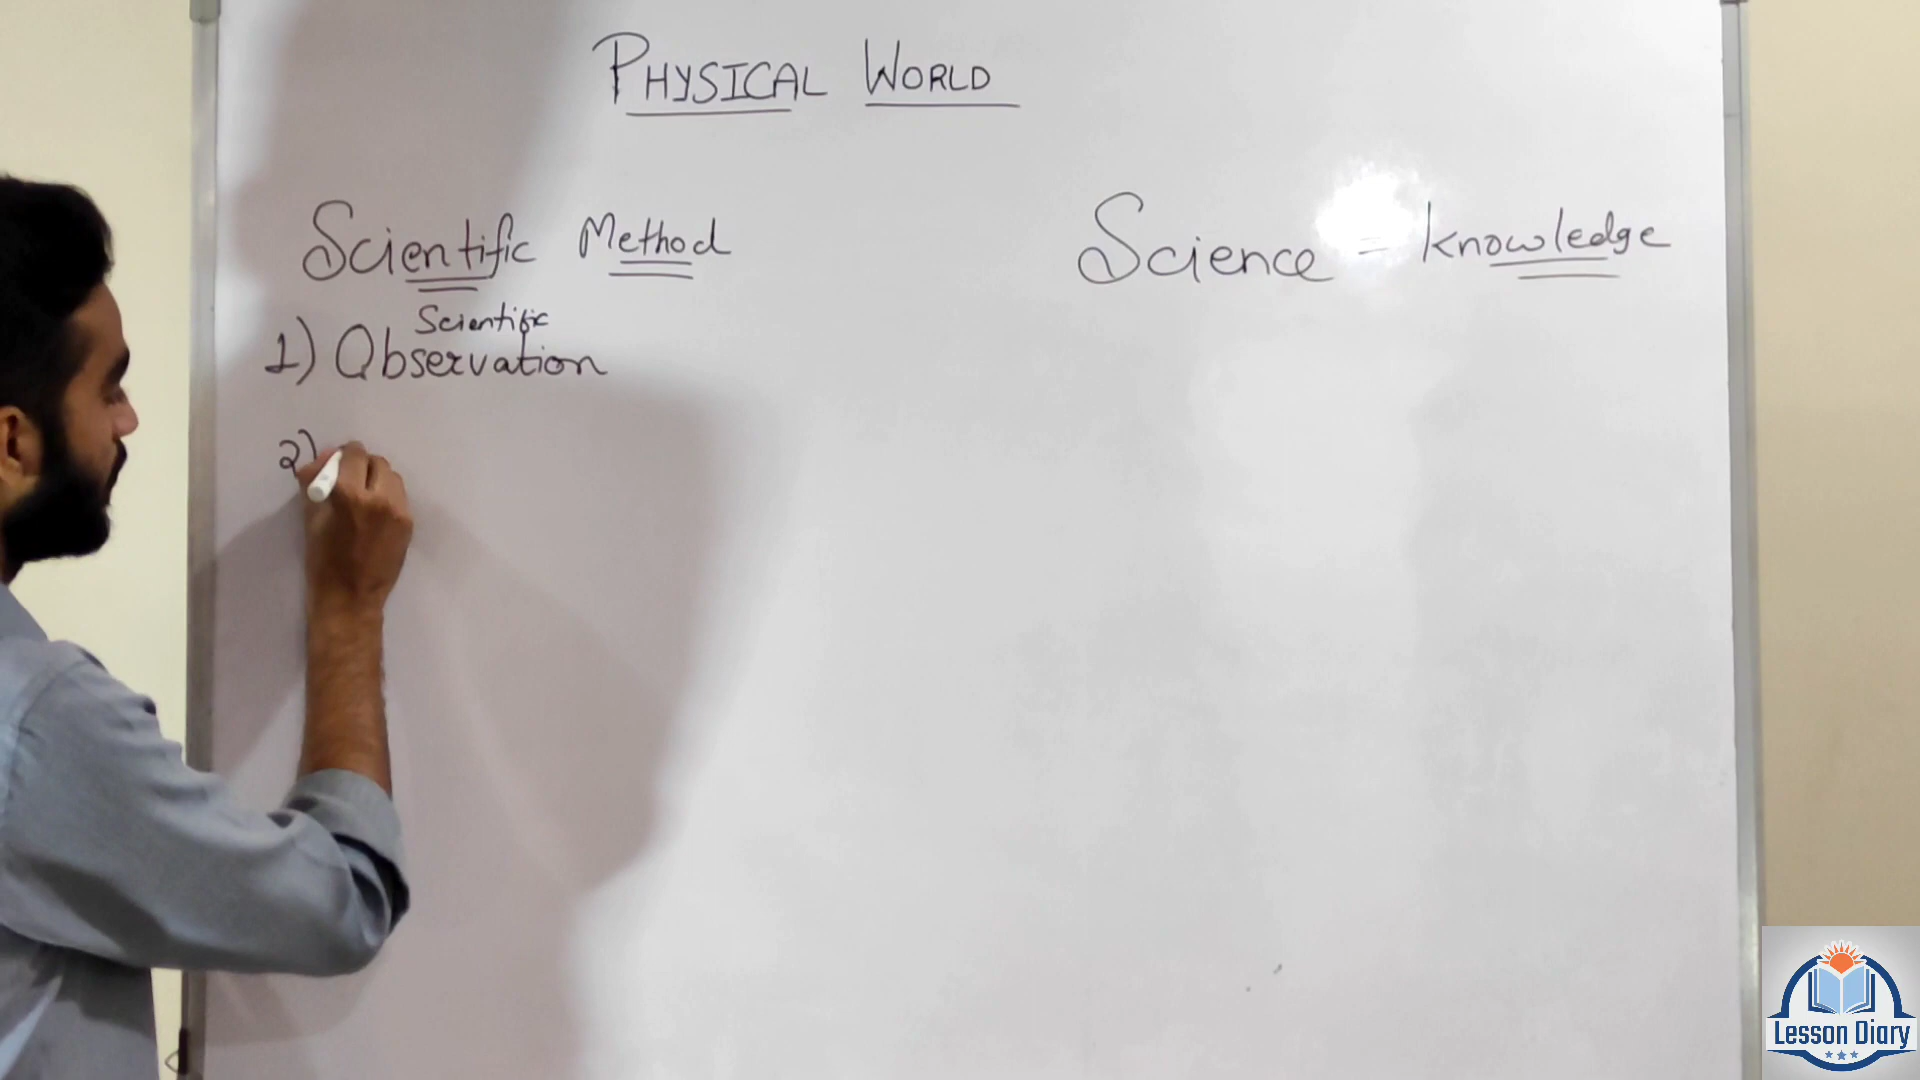 PHYSICAL WORLD
Scientific Method
Science = knowledge
Scientific
1) Observation
2)
Lesson Diary